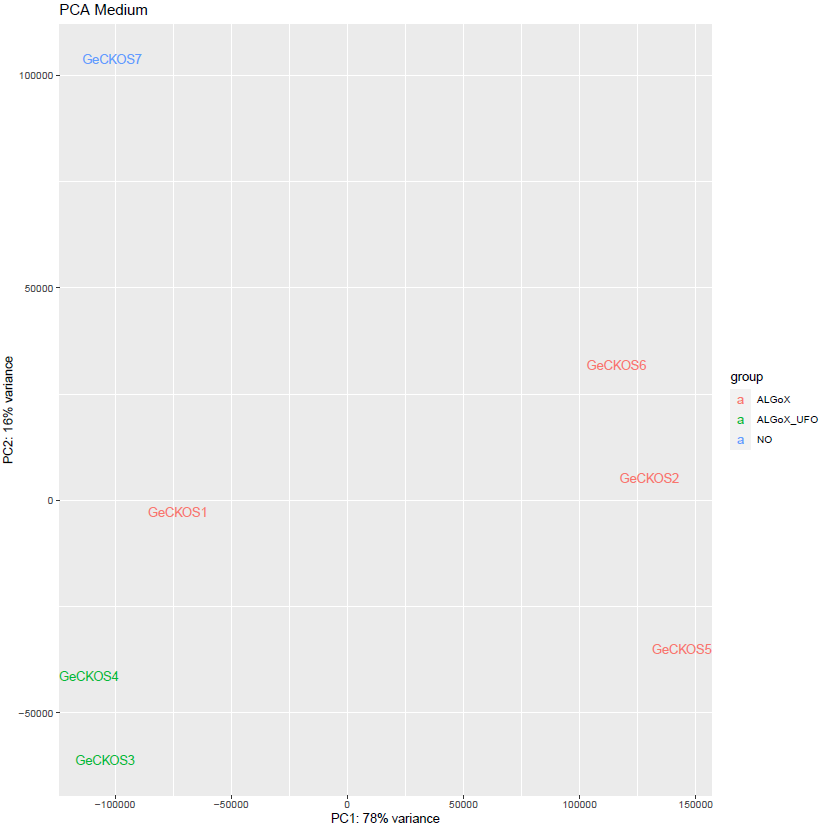 PCA Medium
GeCKOS7
100000
50000
GeCKOS6
group
a ALGoX
a ALGoX_UFO
a NO
PC2: 16% variance
GeCKOS2
0
GeCKOS1
GeCKOS5
GeCKOS4
−50000
GeCKOS3
−100000 −50000 0 50000 100000 150000
PC1: 78% variance